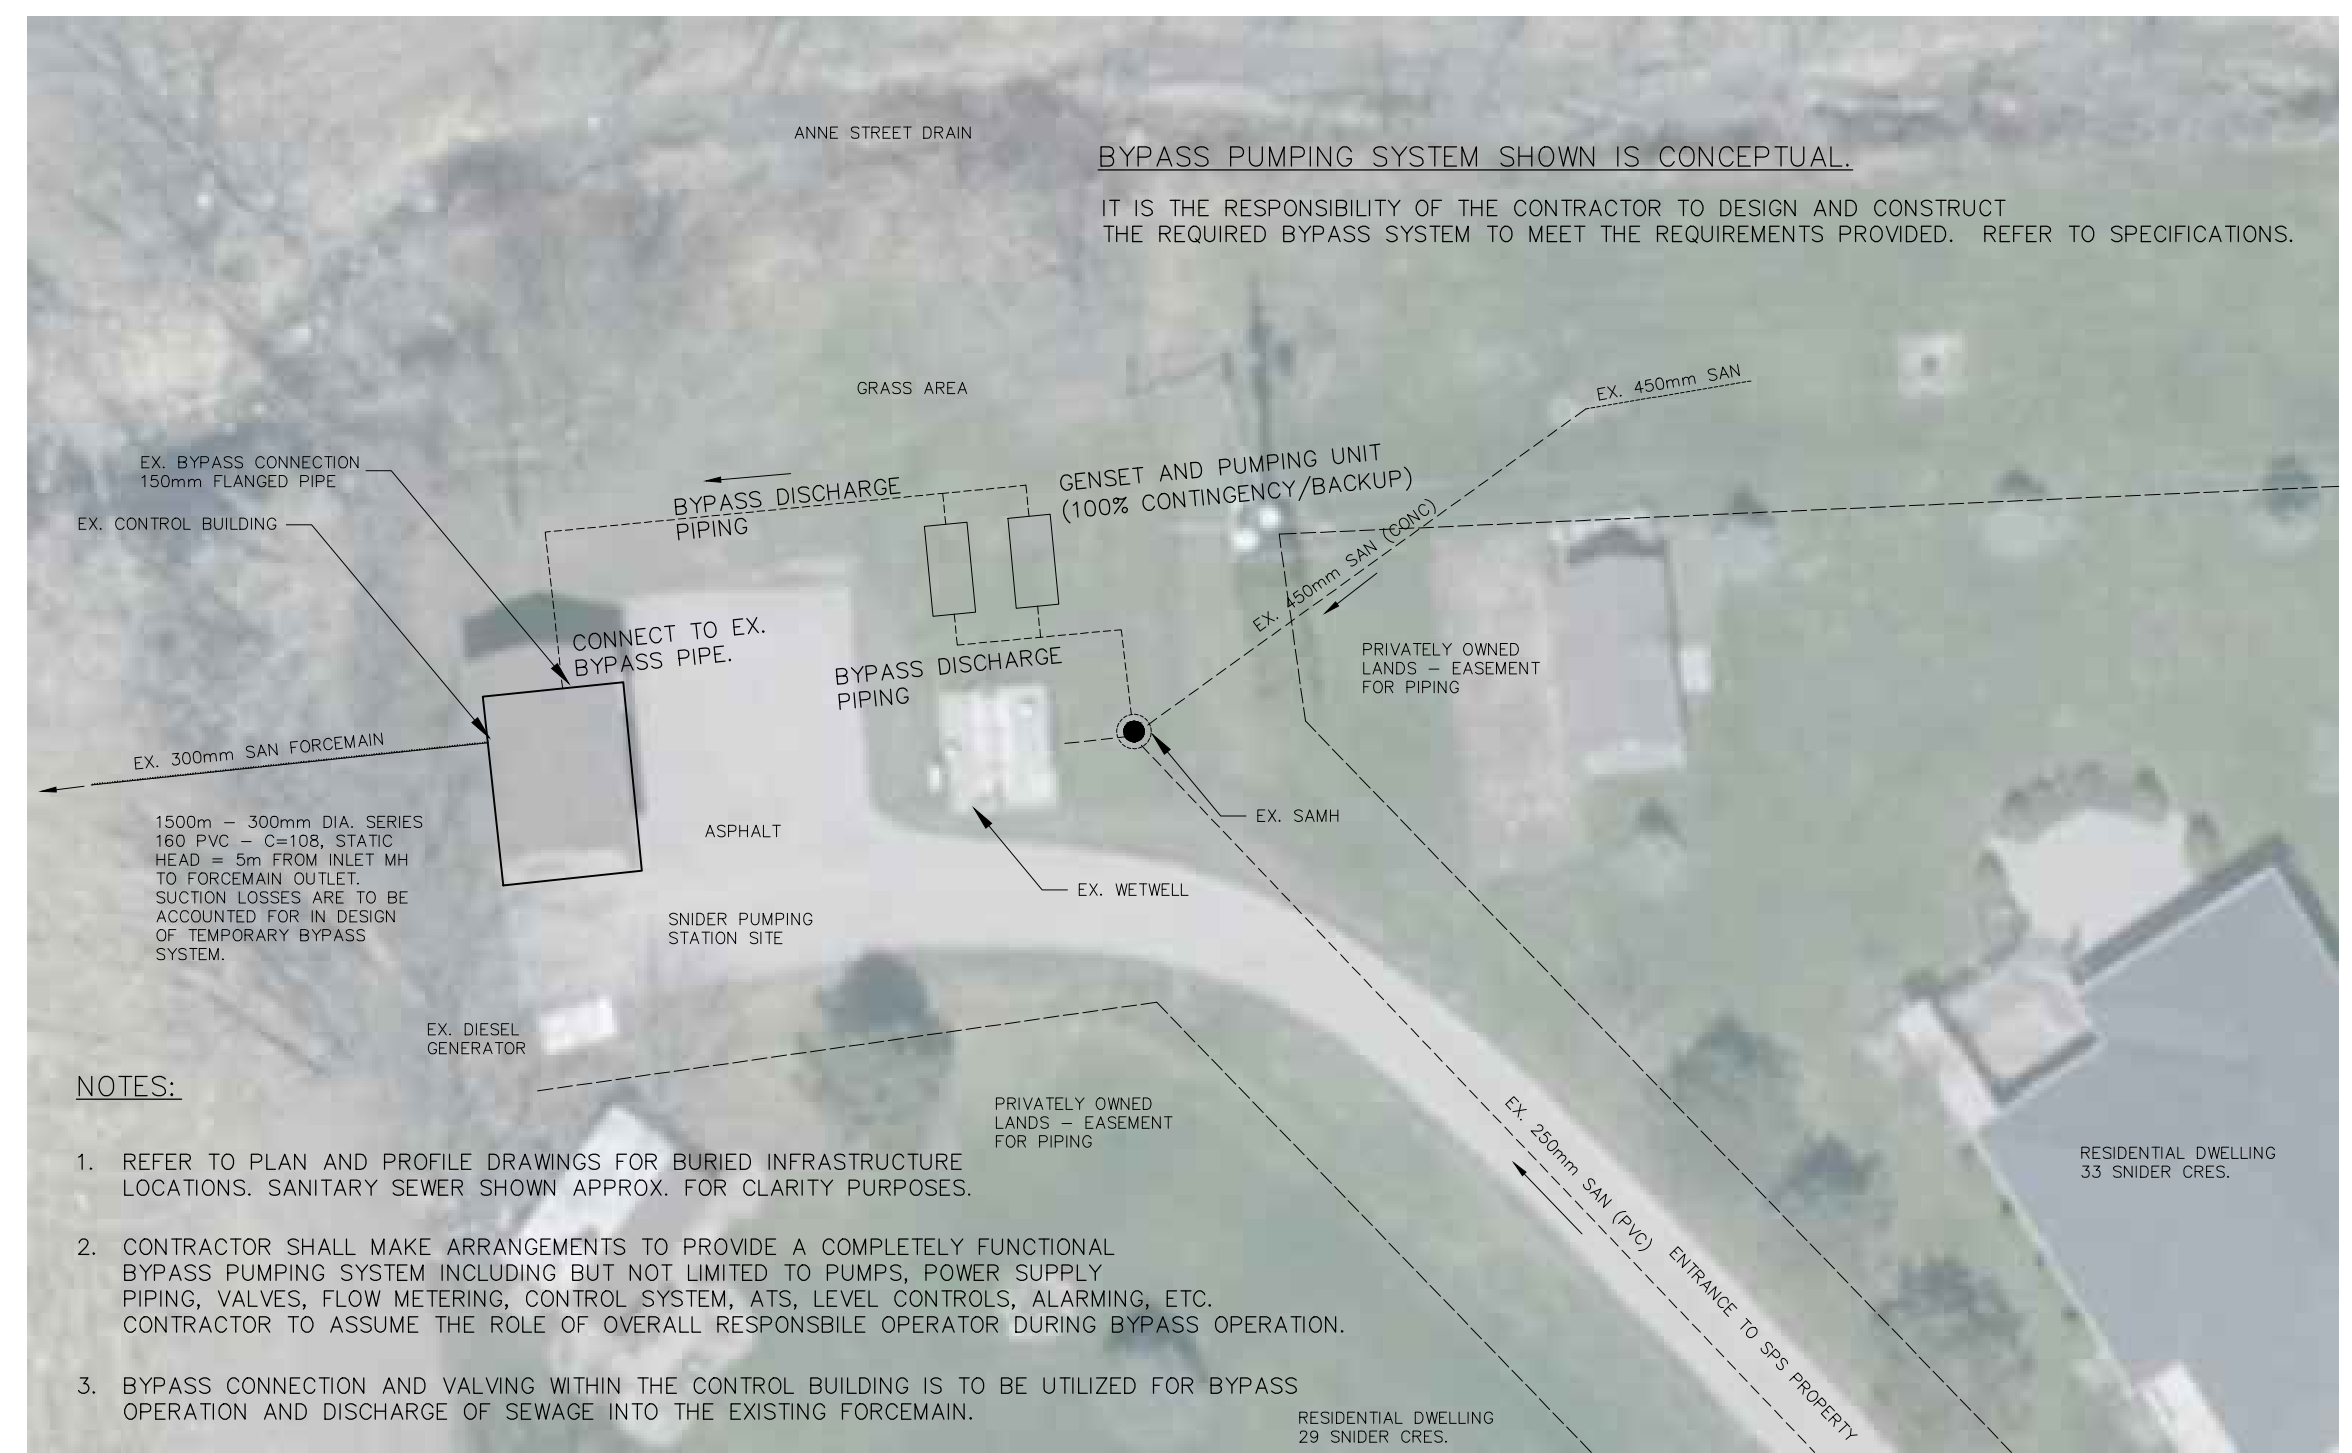 ANNE STREET DRAIN
BYPASS PUMPING SYSTEM SHOWN IS CONCEPTUAL.
IT IS THE RESPONSIBILITY OF THE CONTRACTOR TO DESIGN AND CONSTRUCT
THE REQUIRED BYPASS SYSTEM TO MEET THE REQUIREMENTS PROVIDED. REFER TO SPECIFICATIONS.
GRASS AREA
EX. 450mm SAN
EX. BYPASS CONNECTION
150mm FLANGED PIPE
EX. CONTROL BUILDING
BYPASS DISCHARGE
PIPING
GENSET AND PUMPING UNIT
(100% CONTINGENCY/BACKUP)
EX. 450mm SAN (CONC)
CONNECT TO EX.
BYPASS PIPE.
BYPASS DISCHARGE
PIPING
PRIVATELY OWNED
LANDS – EASEMENT
FOR PIPING
EX. 300mm SAN FORCEMAIN
1500m – 300mm DIA. SERIES
160 PVC – C=108, STATIC
HEAD = 5m FROM INLET MH
TO FORCEMAIN OUTLET.
SUCTION LOSSES ARE TO BE
ACCOUNTED FOR IN DESIGN
OF TEMPORARY BYPASS
SYSTEM.
ASPHALT
EX. SAMH
EX. WETWELL
SNIDER PUMPING
STATION SITE
EX. DIESEL
GENERATOR
PRIVATELY OWNED
LANDS – EASEMENT
FOR PIPING
EX. 250mm SAN (PVC)
ENTRANCE TO SPS PROPERTY
RESIDENTIAL DWELLING
33 SNIDER CRES.
NOTES:
1. REFER TO PLAN AND PROFILE DRAWINGS FOR BURIED INFRASTRUCTURE
LOCATIONS. SANITARY SEWER SHOWN APPROX. FOR CLARITY PURPOSES.
2. CONTRACTOR SHALL MAKE ARRANGEMENTS TO PROVIDE A COMPLETELY FUNCTIONAL
BYPASS PUMPING SYSTEM INCLUDING BUT NOT LIMITED TO PUMPS, POWER SUPPLY
PIPING, VALVES, FLOW METERING, CONTROL SYSTEM, ATS, LEVEL CONTROLS, ALARMING, ETC.
CONTRACTOR TO ASSUME THE ROLE OF OVERALL RESPONSBILE OPERATOR DURING BYPASS OPERATION.
3. BYPASS CONNECTION AND VALVING WITHIN THE CONTROL BUILDING IS TO BE UTILIZED FOR BYPASS
OPERATION AND DISCHARGE OF SEWAGE INTO THE EXISTING FORCEMAIN.
RESIDENTIAL DWELLING
29 SNIDER CRES.